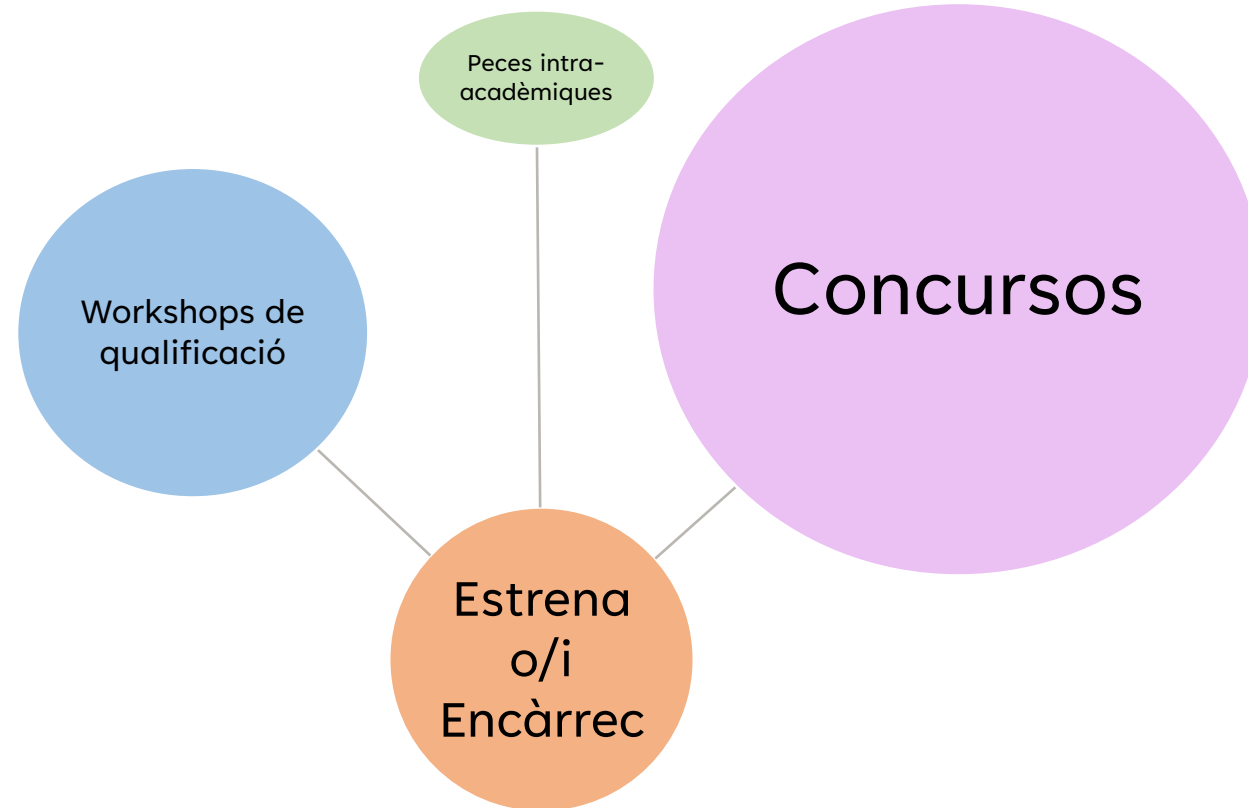 Peces intra-
acadèmiques
Workshops de
qualificació
Concursos
Estrena
o/i
Encàrrec